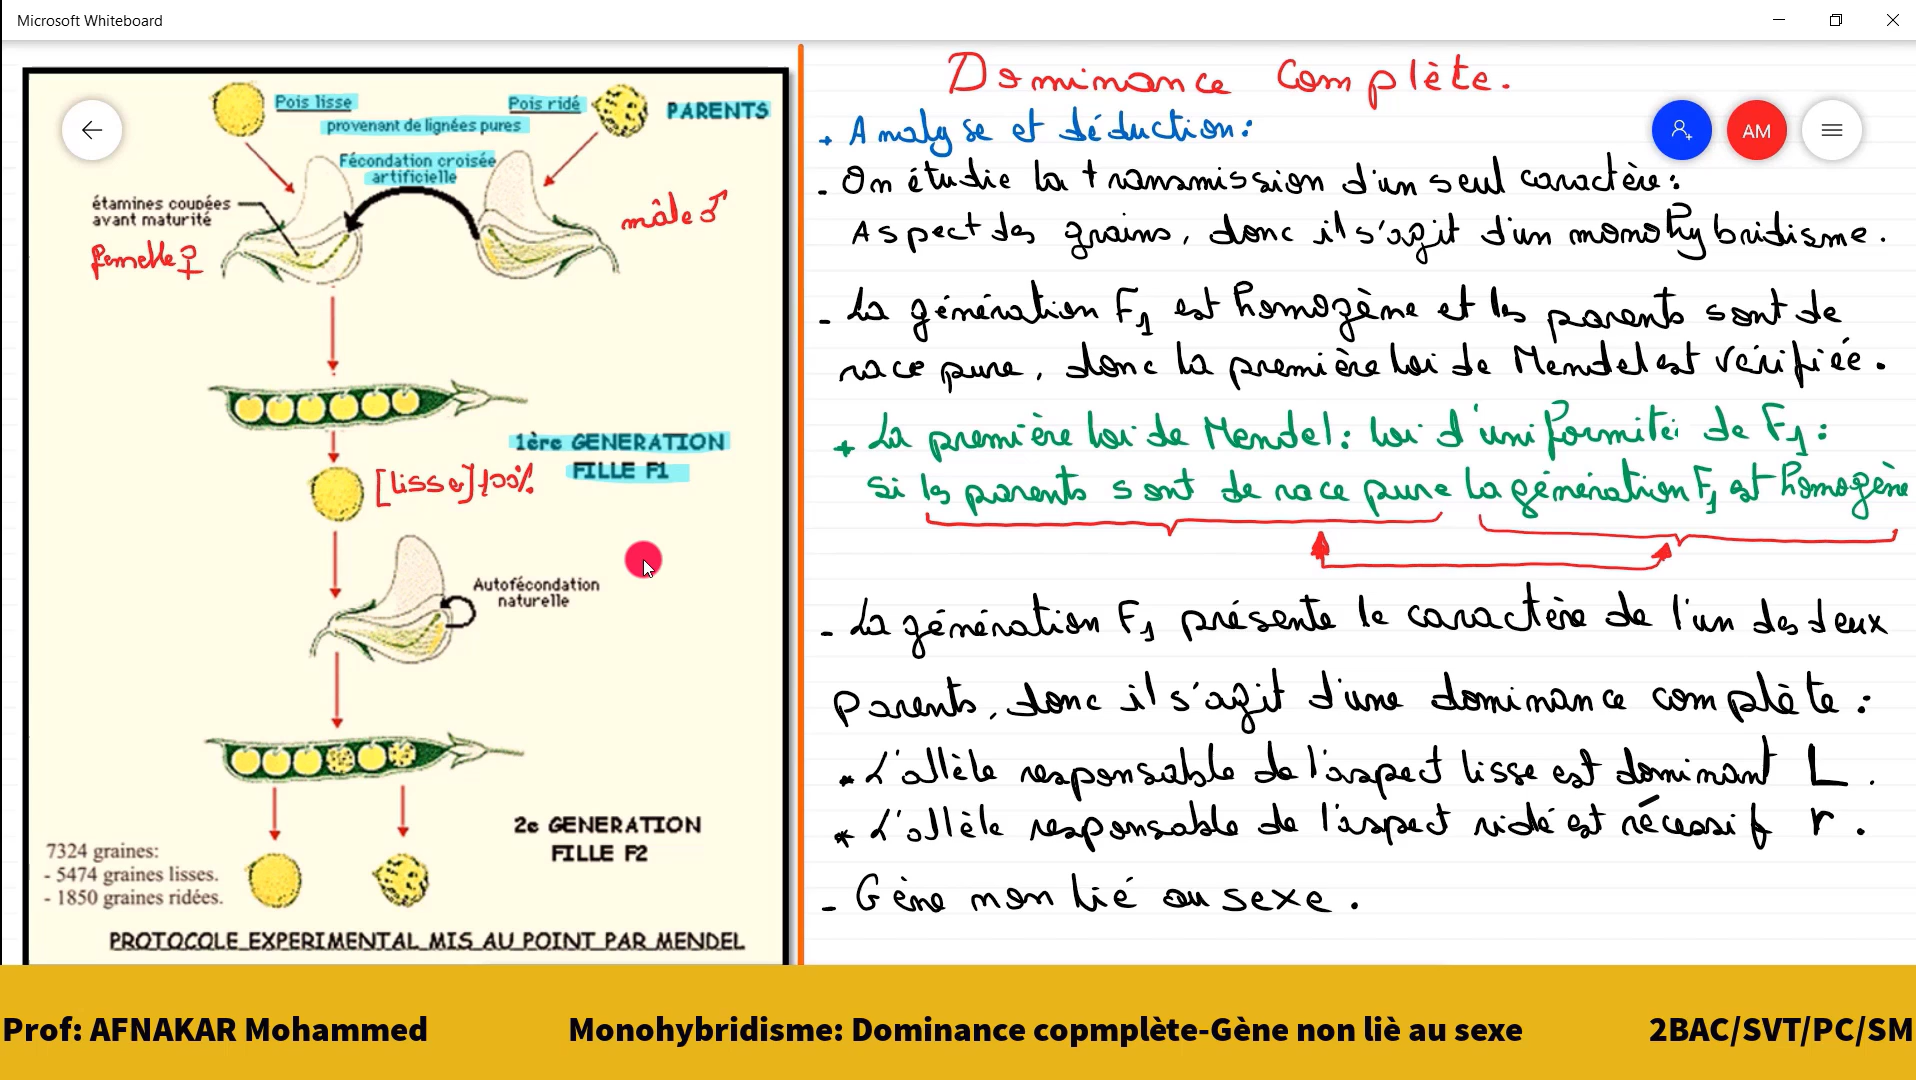 Microsoft Whiteboard
Pois lisse
Pois ridé
PARENTS
provenant de lignées pures
Fécondation croisée
artificielle
étamines coupées
avant maturité
femelle ♀
mâle ♂
1ère GENERATION
FILLE F1
[lisse] 100%
Autofécondation
naturelle
2e GENERATION
FILLE F2
7324 graines:
- 5474 graines lisses.
- 1850 graines ridées.
PROTOCOLE EXPERIMENTAL MIS AU POINT PAR MENDEL
Dominance Complète.
+ Analyse et déduction:
- On étudie la transmission d'un seul caractère:
Aspect des grains, donc il s'agit d'un monohybridisme.
- La génération F1 est homogène et les parents sont de
race pure, donc la première loi de Mendel est vérifiée.
+ La première loi de Mendel: loi d'uniformité de F1:
si les parents sont de race pure la génération F1 est homogène
- La génération F1 présente le caractère de l'un des deux
parents, donc il s'agit d'une dominance complète:
* L'allèle responsable de l'aspect lisse est dominant L.
* L'allèle responsable de l'aspect ridé est récessif r.
- Gène non lié au sexe.
AM
Prof: AFNAKAR Mohammed
Monohybridisme: Dominance copmplète-Gène non liè au sexe
2BAC/SVT/PC/SM